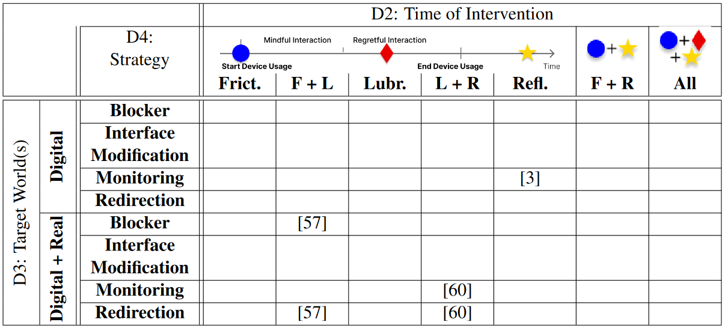 D2: Time of Intervention
D4:
Strategy
Mindful Interaction
Regretful Interaction
Start Device Usage
End Device Usage
Time
+
+
+
Frict.
F + L
Lubr.
L + R
Refl.
F + R
All
D3: Target World(s)
Digital
Blocker
Interface
Modification
Monitoring
[3]
Redirection
Digital + Real
Blocker
[57]
Interface
Modification
Monitoring
[60]
Redirection
[57]
[60]